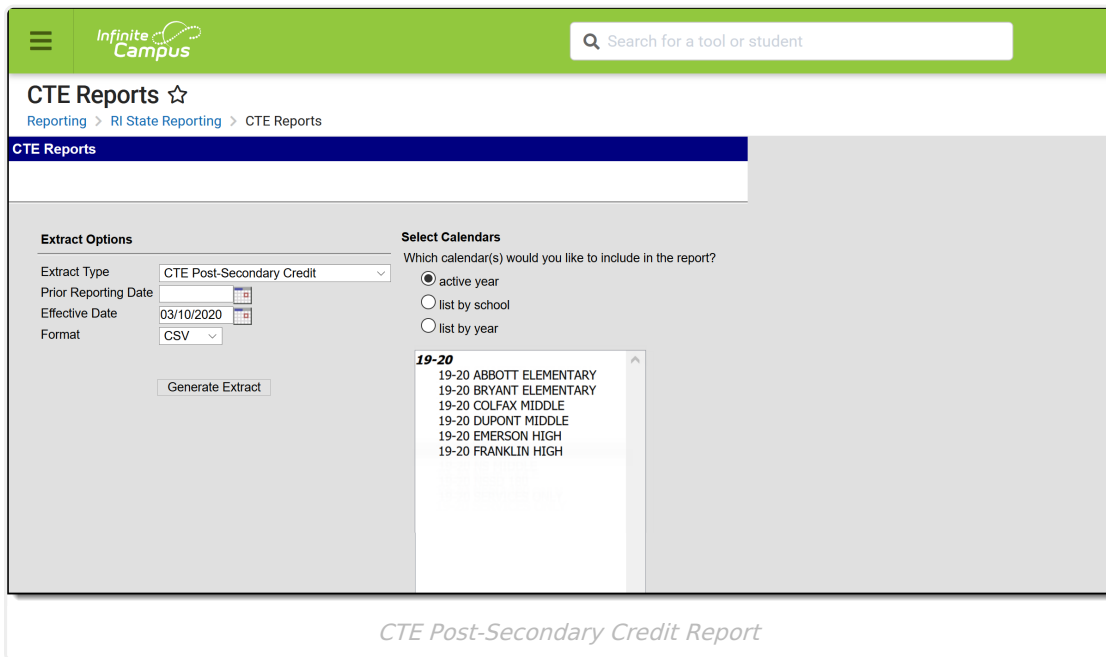 Infinite
Campus
Search for a tool or student
CTE Reports
Reporting > RI State Reporting > CTE Reports
CTE Reports
Extract Options
Extract Type CTE Post-Secondary Credit
Prior Reporting Date
Effective Date 03/10/2020
Format CSV
Generate Extract
Select Calendars
Which calendar(s) would you like to include in the report?
active year
list by school
list by year
19-20
19-20 ABBOTT ELEMENTARY
19-20 BRYANT ELEMENTARY
19-20 COLFAX MIDDLE
19-20 DUPONT MIDDLE
19-20 EMERSON HIGH
19-20 FRANKLIN HIGH
CTE Post-Secondary Credit Report